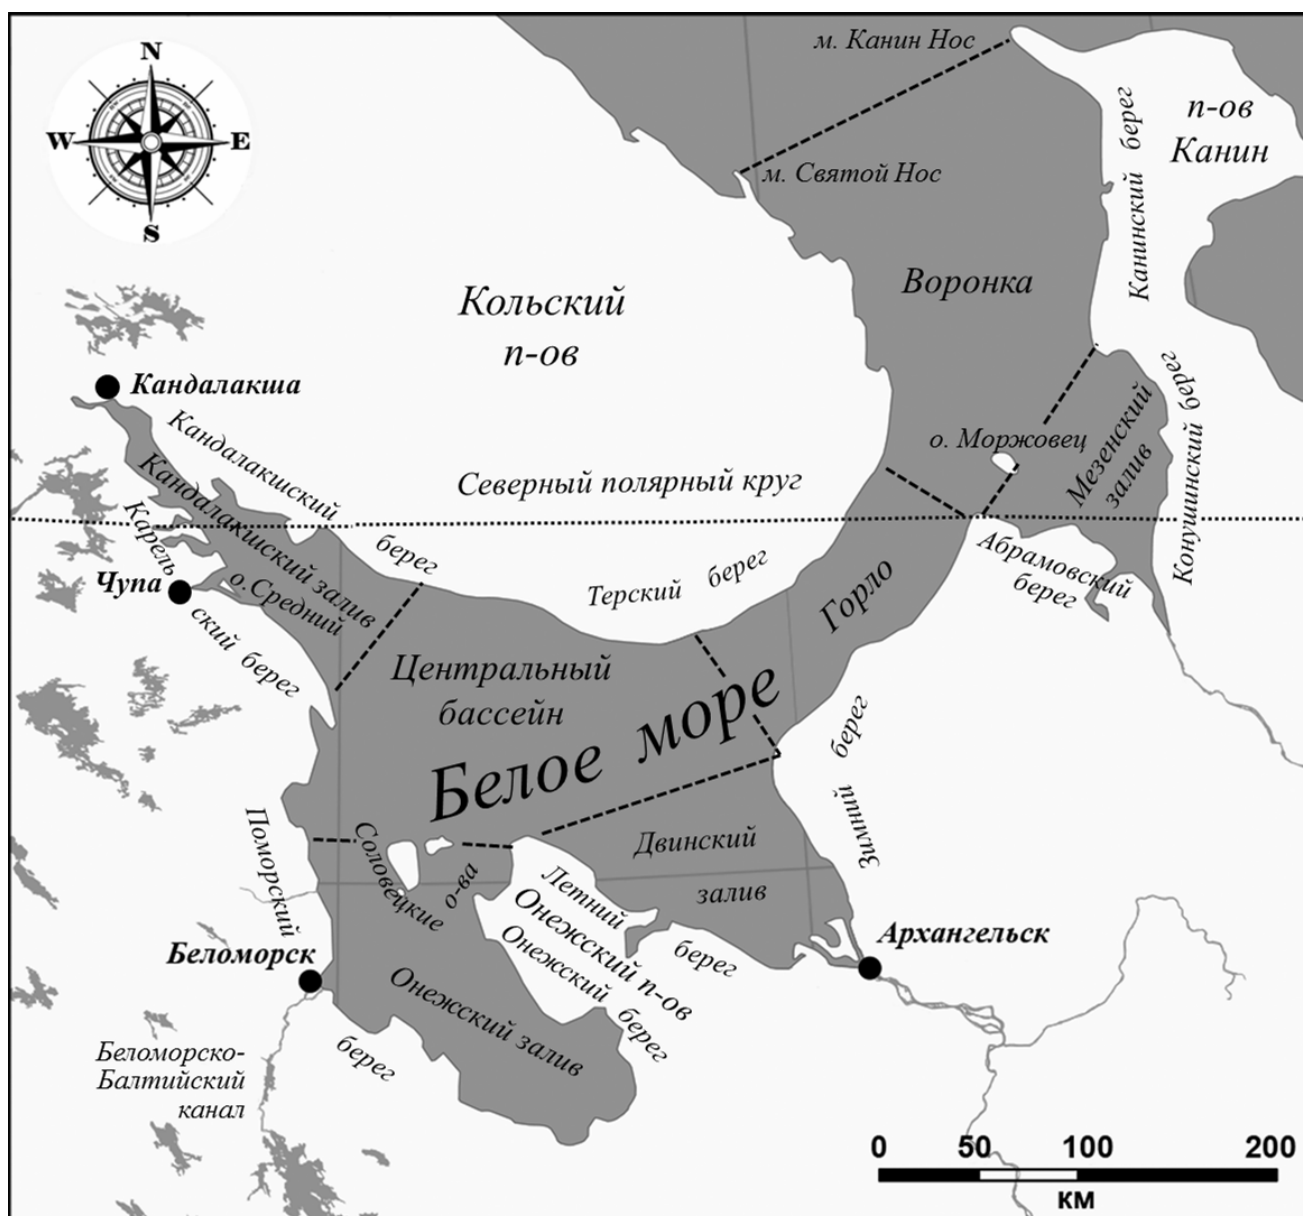 м. Канин Нос
N
W
E
S
п-ов
Канин
Канинский берег
м. Святой Нос
Воронка
Кольский
п-ов
Кандалакша
Кандалакшский
берег
Конушинский берег
Мезенский
залив
о. Моржовец
Северный полярный круг
Кандалакшский залив
Карель
ский берег
Чупа
о. Средний
Терский берег
Горло
Абрамовский
берег
Центральный
бассейн
Белое море
Зимний берег
Поморский
берег
Соловецкие
о-ва
Двинский
залив
Летний
берег
Онежский п-ов
Онежский берег
Беломорск
Архангельск
Онежский залив
Беломорско-
Балтийский
канал
0 50 100 200
КМ